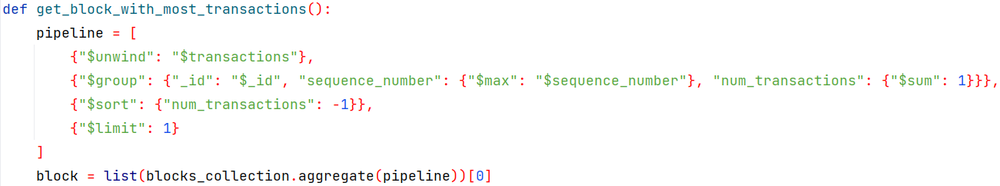 def get_block_with_most_transactions():
    pipeline = [
        {"$unwind": "$transactions"},
        {"$group": {"_id": "$_id", "sequence_number": {"$max": "$sequence_number"}, "num_transactions": {"$sum": 1}}},
        {"$sort": {"num_transactions": -1}},
        {"$limit": 1}
    ]
    block = list(blocks_collection.aggregate(pipeline))[0]